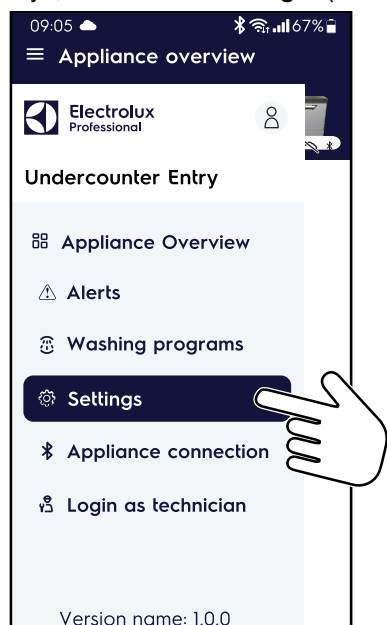 09:05 67%
Appliance overview
Electrolux
Professional
Undercounter Entry
Appliance Overview
Alerts
Washing programs
Settings
Appliance connection
Login as technician
Version name: 1.0.0